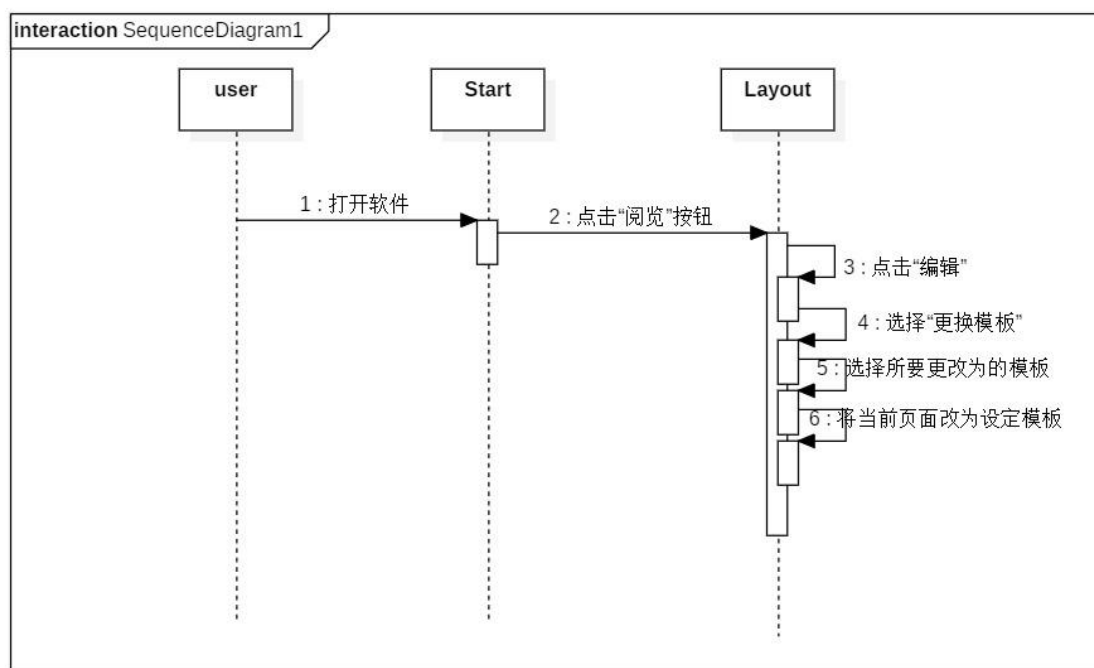 interaction SequenceDiagram1
user
Start
Layout
1 : 打开软件
2 : 点击“阅览”按钮
3 : 点击“编辑”
4 : 选择“更换模板”
5 : 选择所要更改为的模板
6 : 将当前页面改为设定模板